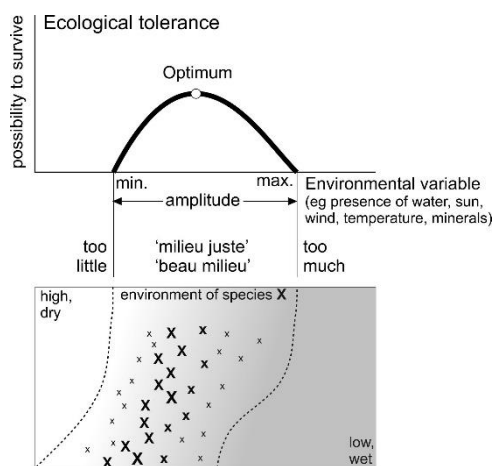 Ecological tolerance
possibility to survive
Optimum
min.
max.
amplitude
Environmental variable
(eg presence of water, sun,
wind, temperature, minerals)
too
little
'milieu juste'
'beau milieu'
too
much
high,
dry
environment of species X
x
X
x
x
x
X
x
X
x
x
x
X
x
x
X
x
X
x
X
x
x
X
X
x
x
X
x
x
X
x
X
x
x
X
x
X
X
x
x
low,
wet